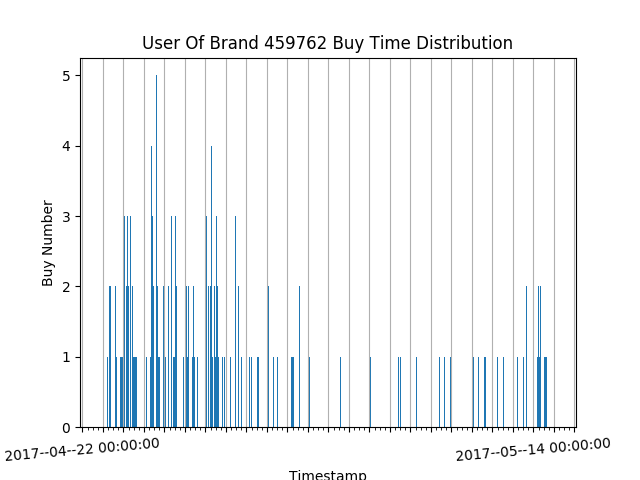 User Of Brand 459762 Buy Time Distribution
5
4
3
2
1
0
Buy Number
2017--04--22 00:00:00
2017--05--14 00:00:00
Timestamp